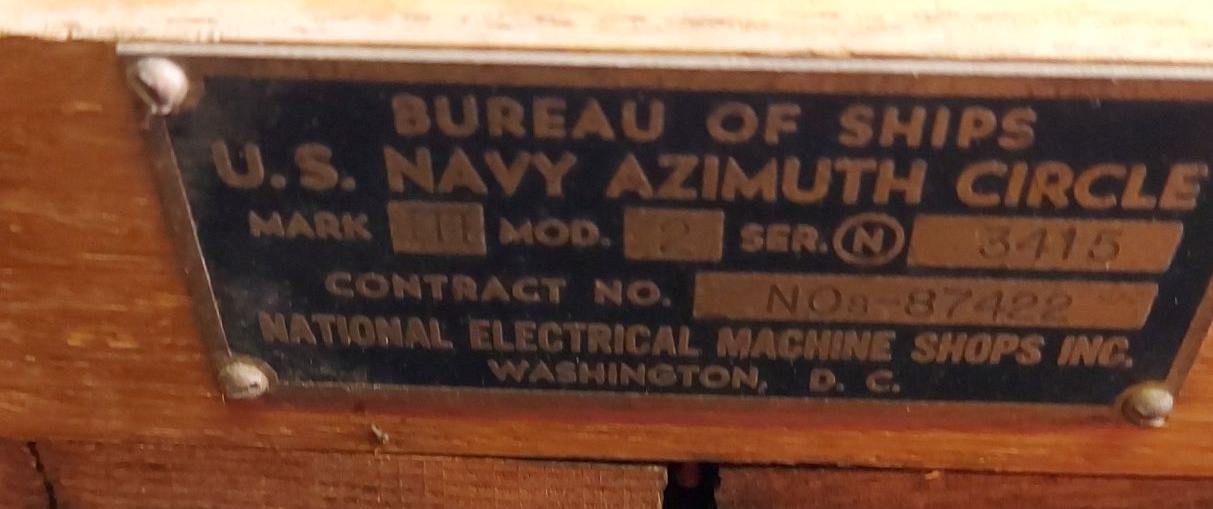 BUREAU OF SHIPS
U.S. NAVY AZIMUTH CIRCLE
MARK III MOD. 2 SER. N 3415
CONTRACT NO. NOs-87422
NATIONAL ELECTRICAL MACHINE SHOPS INC.
WASHINGTON, D. C.